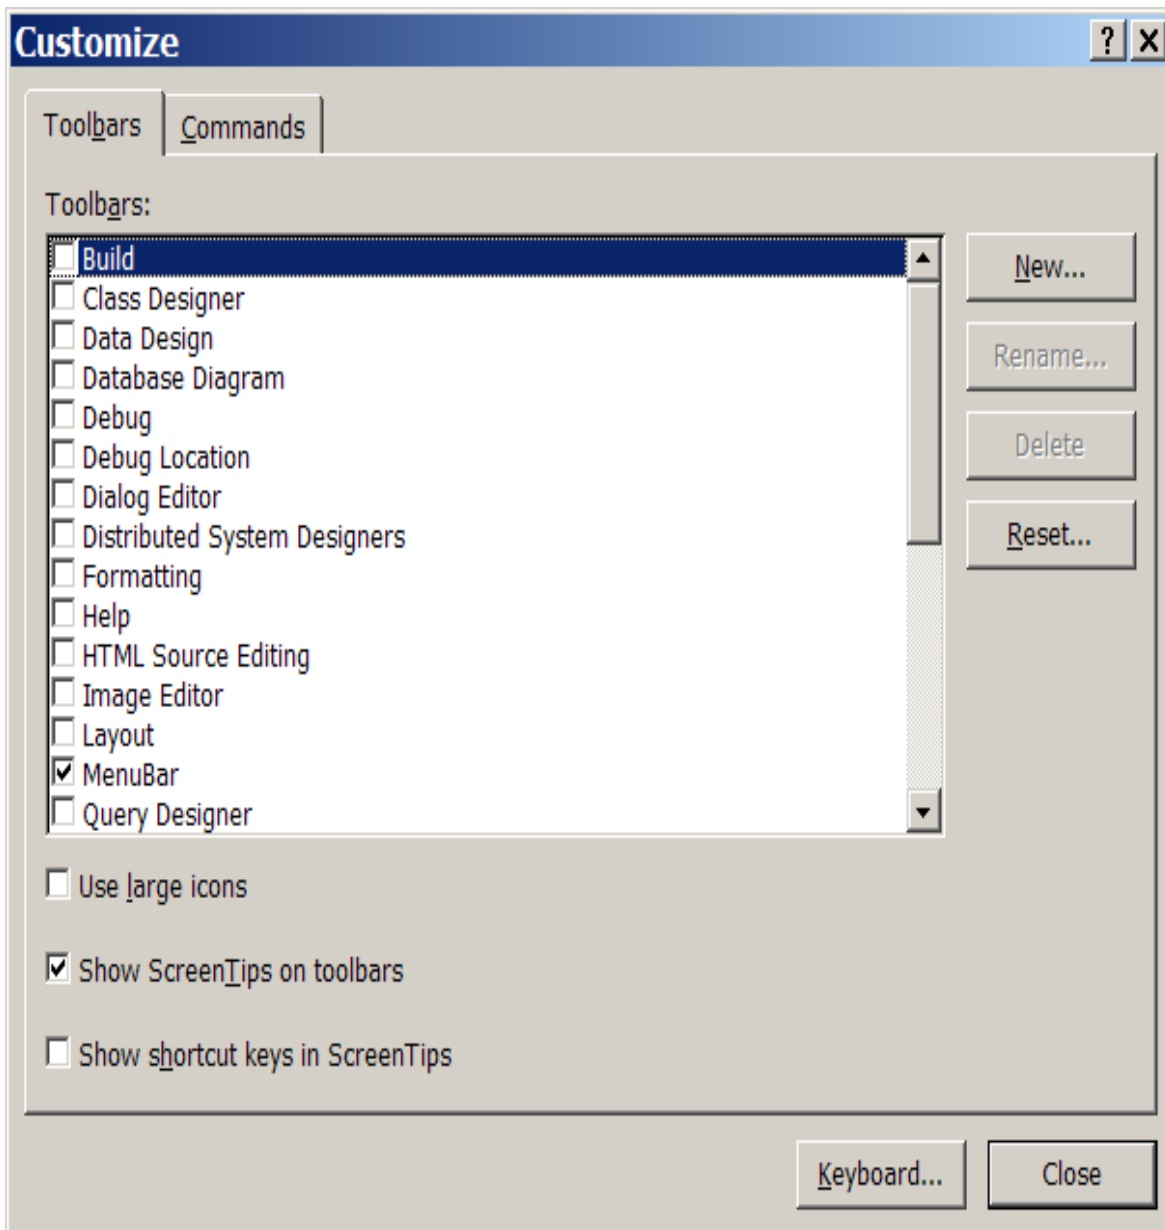 Customize
Toolbars
Commands
Toolbars:
Build
Class Designer
Data Design
Database Diagram
Debug
Debug Location
Dialog Editor
Distributed System Designers
Formatting
Help
HTML Source Editing
Image Editor
Layout
MenuBar
Query Designer
New...
Rename...
Delete
Reset...
Use large icons
Show ScreenTips on toolbars
Show shortcut keys in ScreenTips
Keyboard...
Close